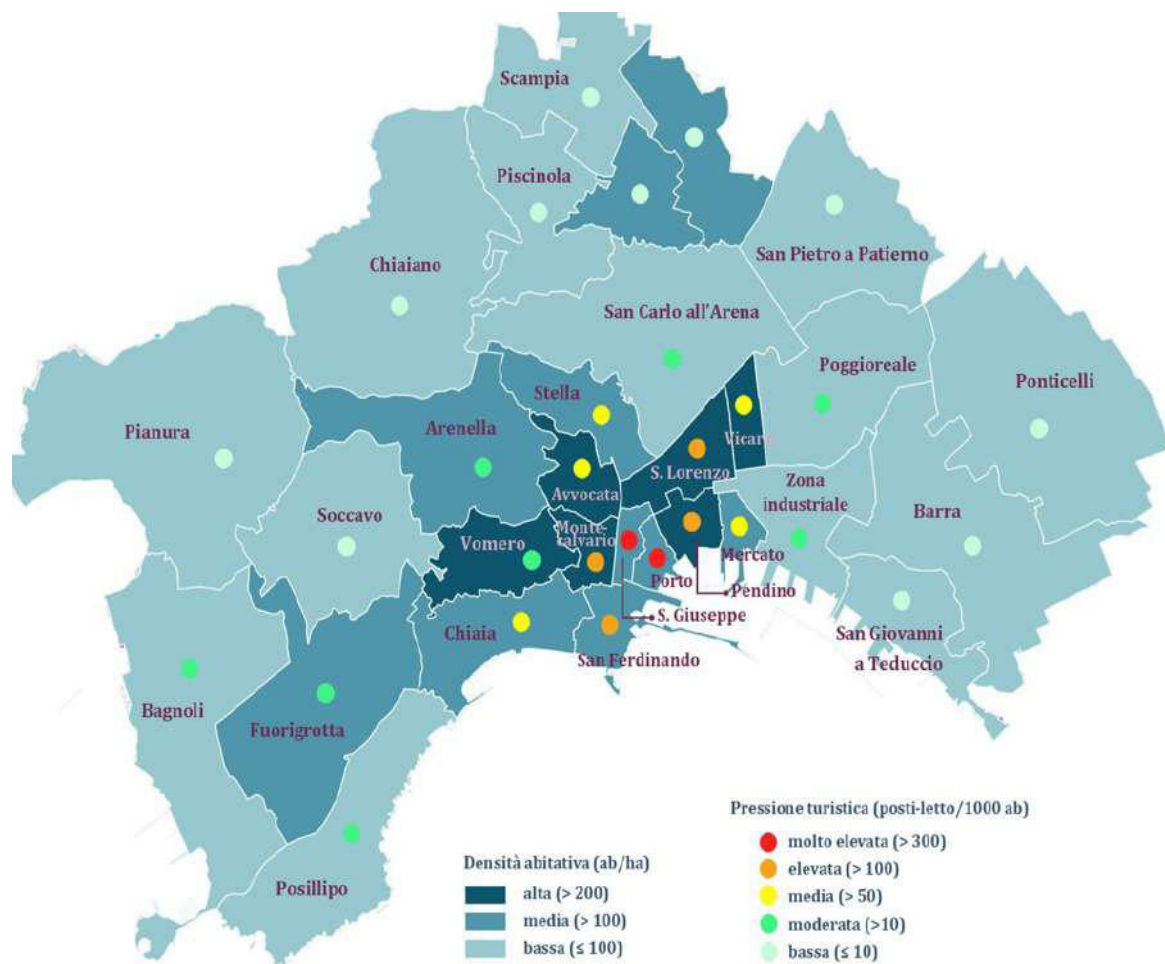 Scampia
Piscinola
San Pietro a Patierno
Chiaiano
San Carlo all'Arena
Poggioreale
Ponticelli
Stella
Arenella
Pianura
Vicaria
S. Lorenzo
Avvocata
Zona
industriale
Soccavo
Barra
Monte-
calvario
Vomero
Mercato
Porto
Pendino
S. Giuseppe
Chiaia
San Ferdinando
San Giovanni
a Teduccio
Bagnoli
Fuorigrotta
Posillipo
Densità abitativa (ab/ha)
alta (> 200)
media (> 100)
bassa (≤ 100)
Pressione turistica (posti-letto/1000 ab)
molto elevata (> 300)
elevata (> 100)
media (> 50)
moderata (>10)
bassa (≤ 10)